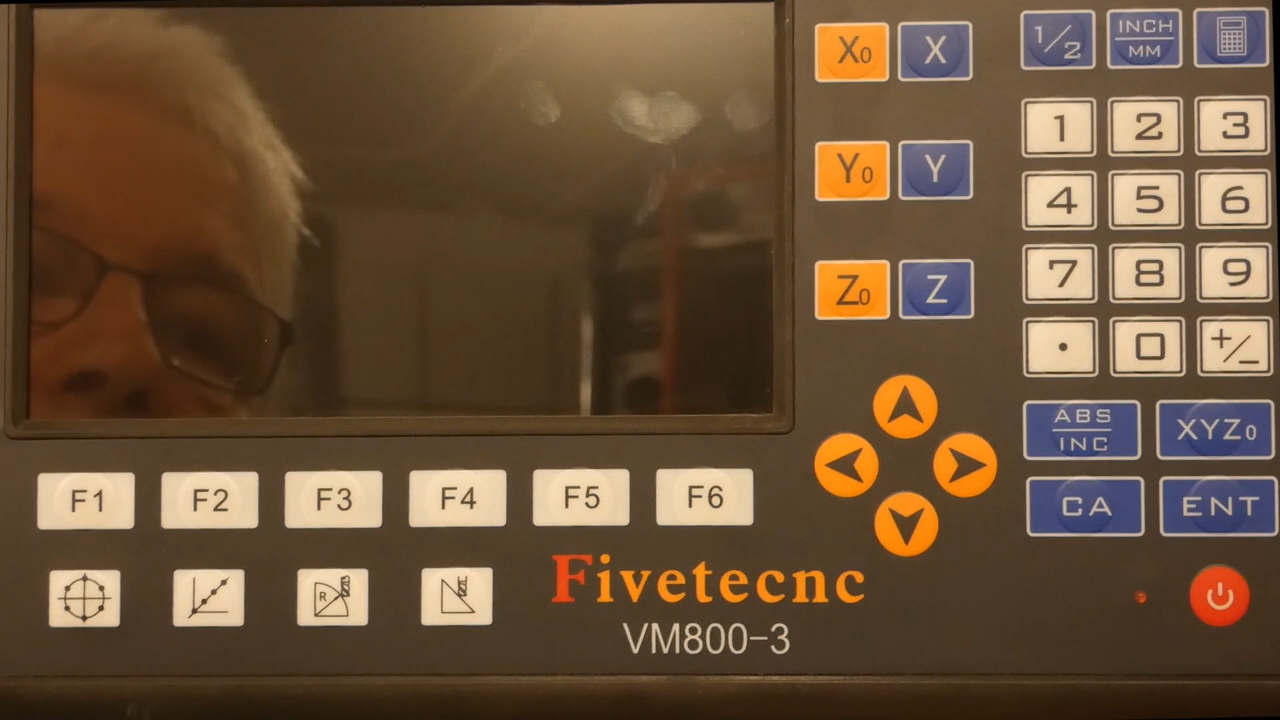 X0 X 1/2 INCH/MM
1 2 3
Y0 Y
4 5 6
Z0 Z
7 8 9
. 0 +/-
ABS/INC XYZ0
F1 F2 F3 F4 F5 F6
CA ENT
R
Fivetecnc
VM800-3